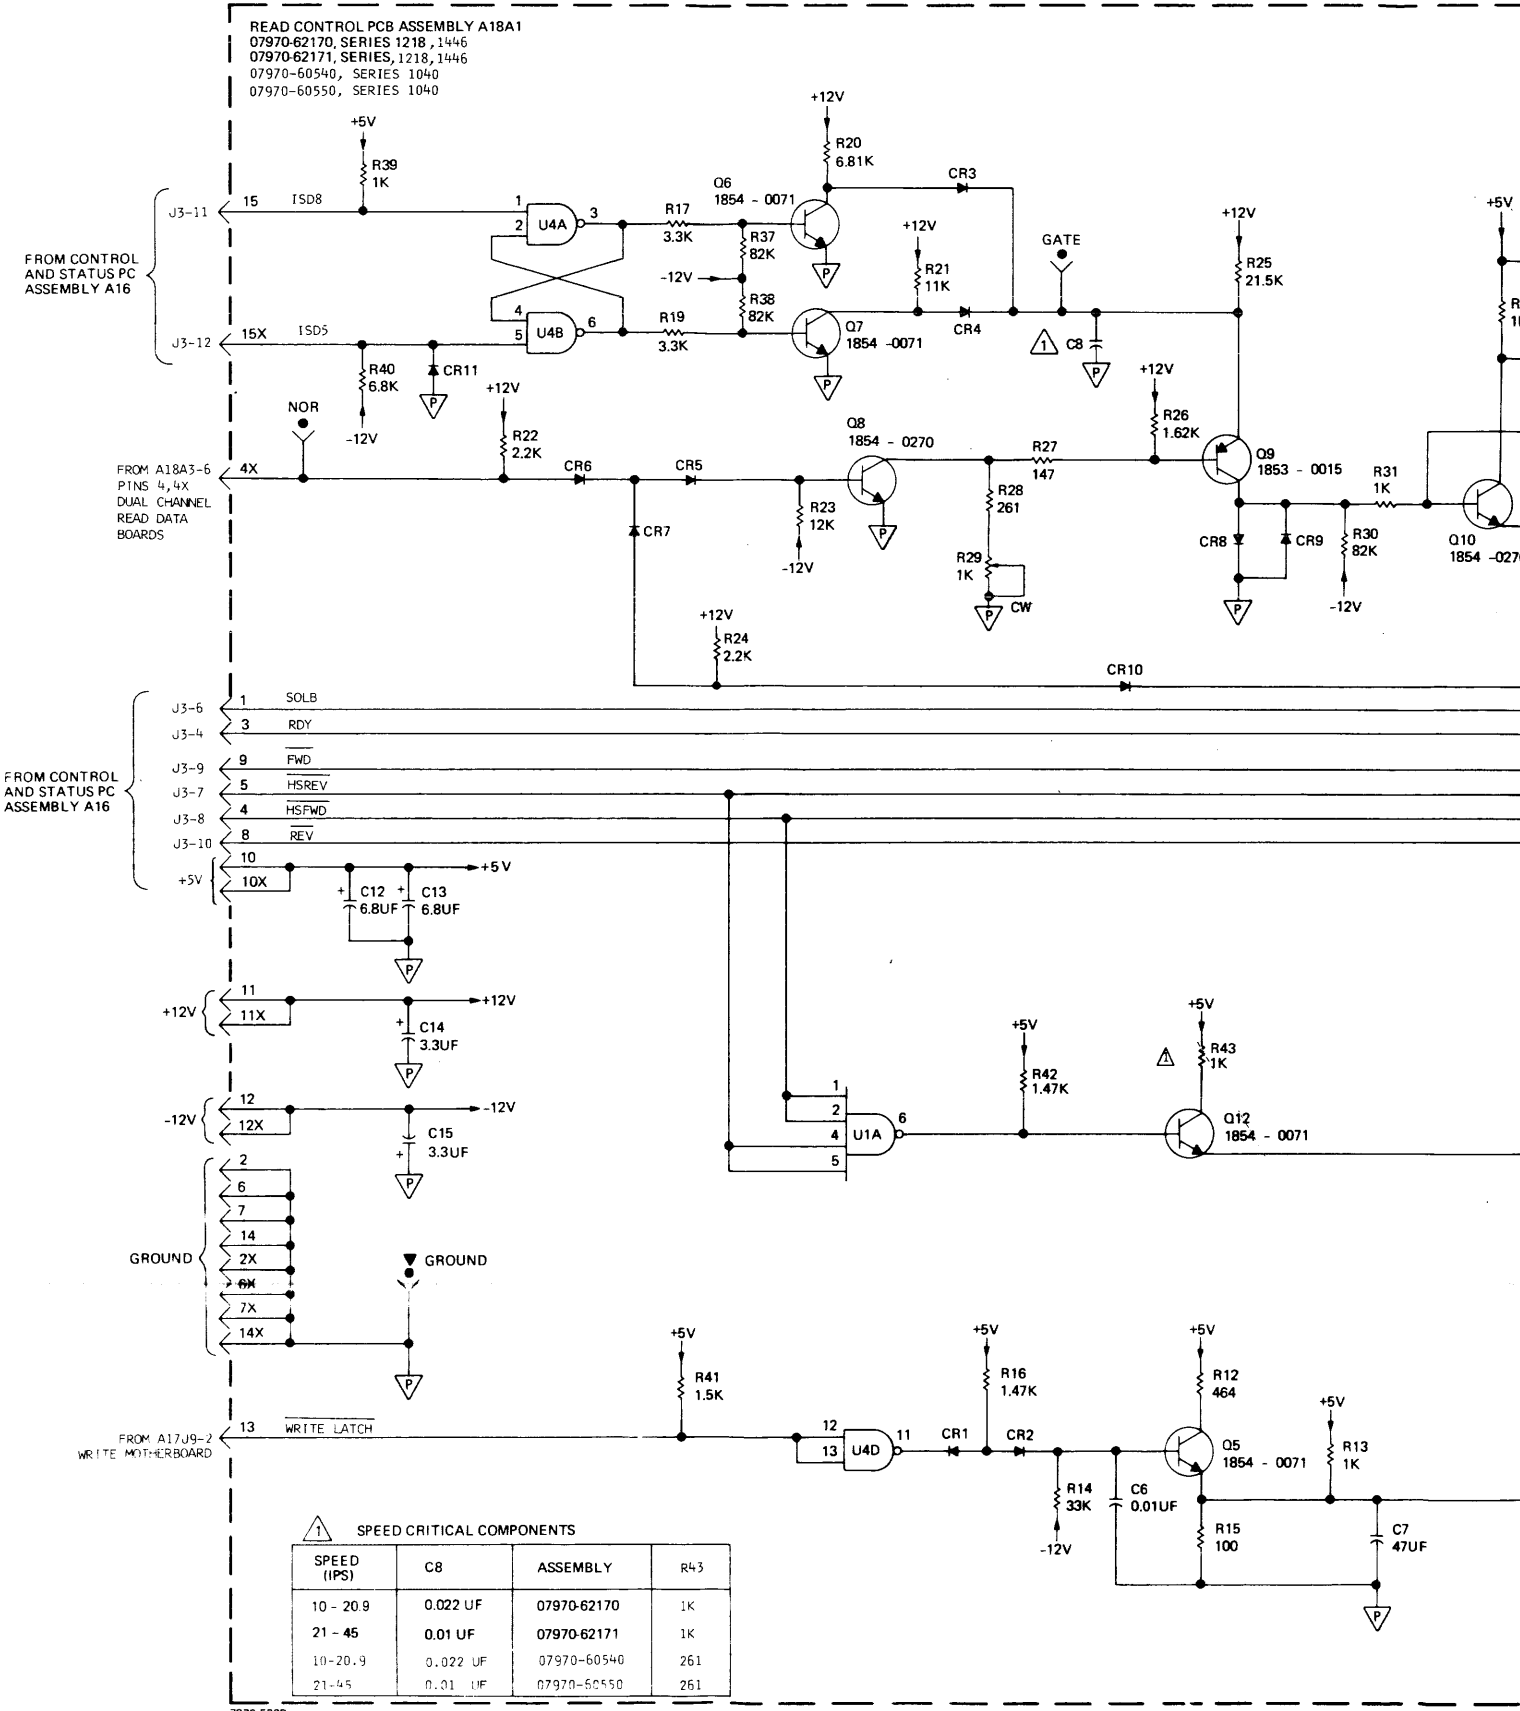 READ CONTROL PCB ASSEMBLY A18A1
07970-62170, SERIES 1218 ,1446
07970-62171, SERIES, 1218, 1446
07970-60540, SERIES 1040
07970-60550, SERIES 1040
+12V
+5V
R20
6.81K
R39
1K
CR3
Q6
1854 - 0071
J3-11
15
ISD8
1
2
U4A
3
R17
3.3K
R37
82K
+12V
+12V
+5V
GATE
FROM CONTROL
AND STATUS PC
ASSEMBLY A16
-12V
P
R21
11K
R25
21.5K
R38
82K
4
5
U4B
6
R19
3.3K
Q7
1854 -0071
CR4
1
C8
J3-12
15X
ISD5
R40
6.8K
CR11
P
P
P
+12V
+12V
NOR
-12V
R22
2.2K
Q8
1854 - 0270
R26
1.62K
FROM A18A3-6
PINS 4,4X
DUAL CHANNEL
READ DATA
BOARDS
4X
CR6
CR5
R27
147
Q9
1853 - 0015
R31
1K
R28
261
R23
12K
CR7
P
CR8
CR9
R30
82K
Q10
1854 -027
R29
1K
-12V
CW
P
P
-12V
+12V
R24
2.2K
CR10
J3-6
1
SOLB
J3-4
3
RDY
J3-9
9
FWD
FROM CONTROL
AND STATUS PC
ASSEMBLY A16
J3-7
5
HSREV
J3-8
4
HSFWD
J3-10
8
REV
+5V
10
10X
+5V
+
C12
6.8UF
+
C13
6.8UF
P
+12V
11
11X
+12V
+
C14
3.3UF
P
+5V
R42
1.47K
+5V
1
R43
1K
-12V
12
12X
-12V
+
C15
3.3UF
P
1
2
4
5
U1A
6
Q12
1854 - 0071
GROUND
2
6
7
14
2X
6X
7X
14X
GROUND
P
+5V
+5V
+5V
R41
1.5K
R16
1.47K
R12
464
+5V
FROM A17J9-2
WRITE MOTHERBOARD
13
WRITE LATCH
12
13
U4D
11
CR1
CR2
Q5
1854 - 0071
R13
1K
R14
33K
C6
0.01UF
-12V
R15
100
C7
47UF
P
1
SPEED CRITICAL COMPONENTS
SPEED (IPS) C8 ASSEMBLY R43
10 - 20.9 0.022 UF 07970-62170 1K
21 - 45 0.01 UF 07970-62171 1K
10-20.9 0.022 UF 07970-60540 261
21-45 0.01 UF 07970-60550 261